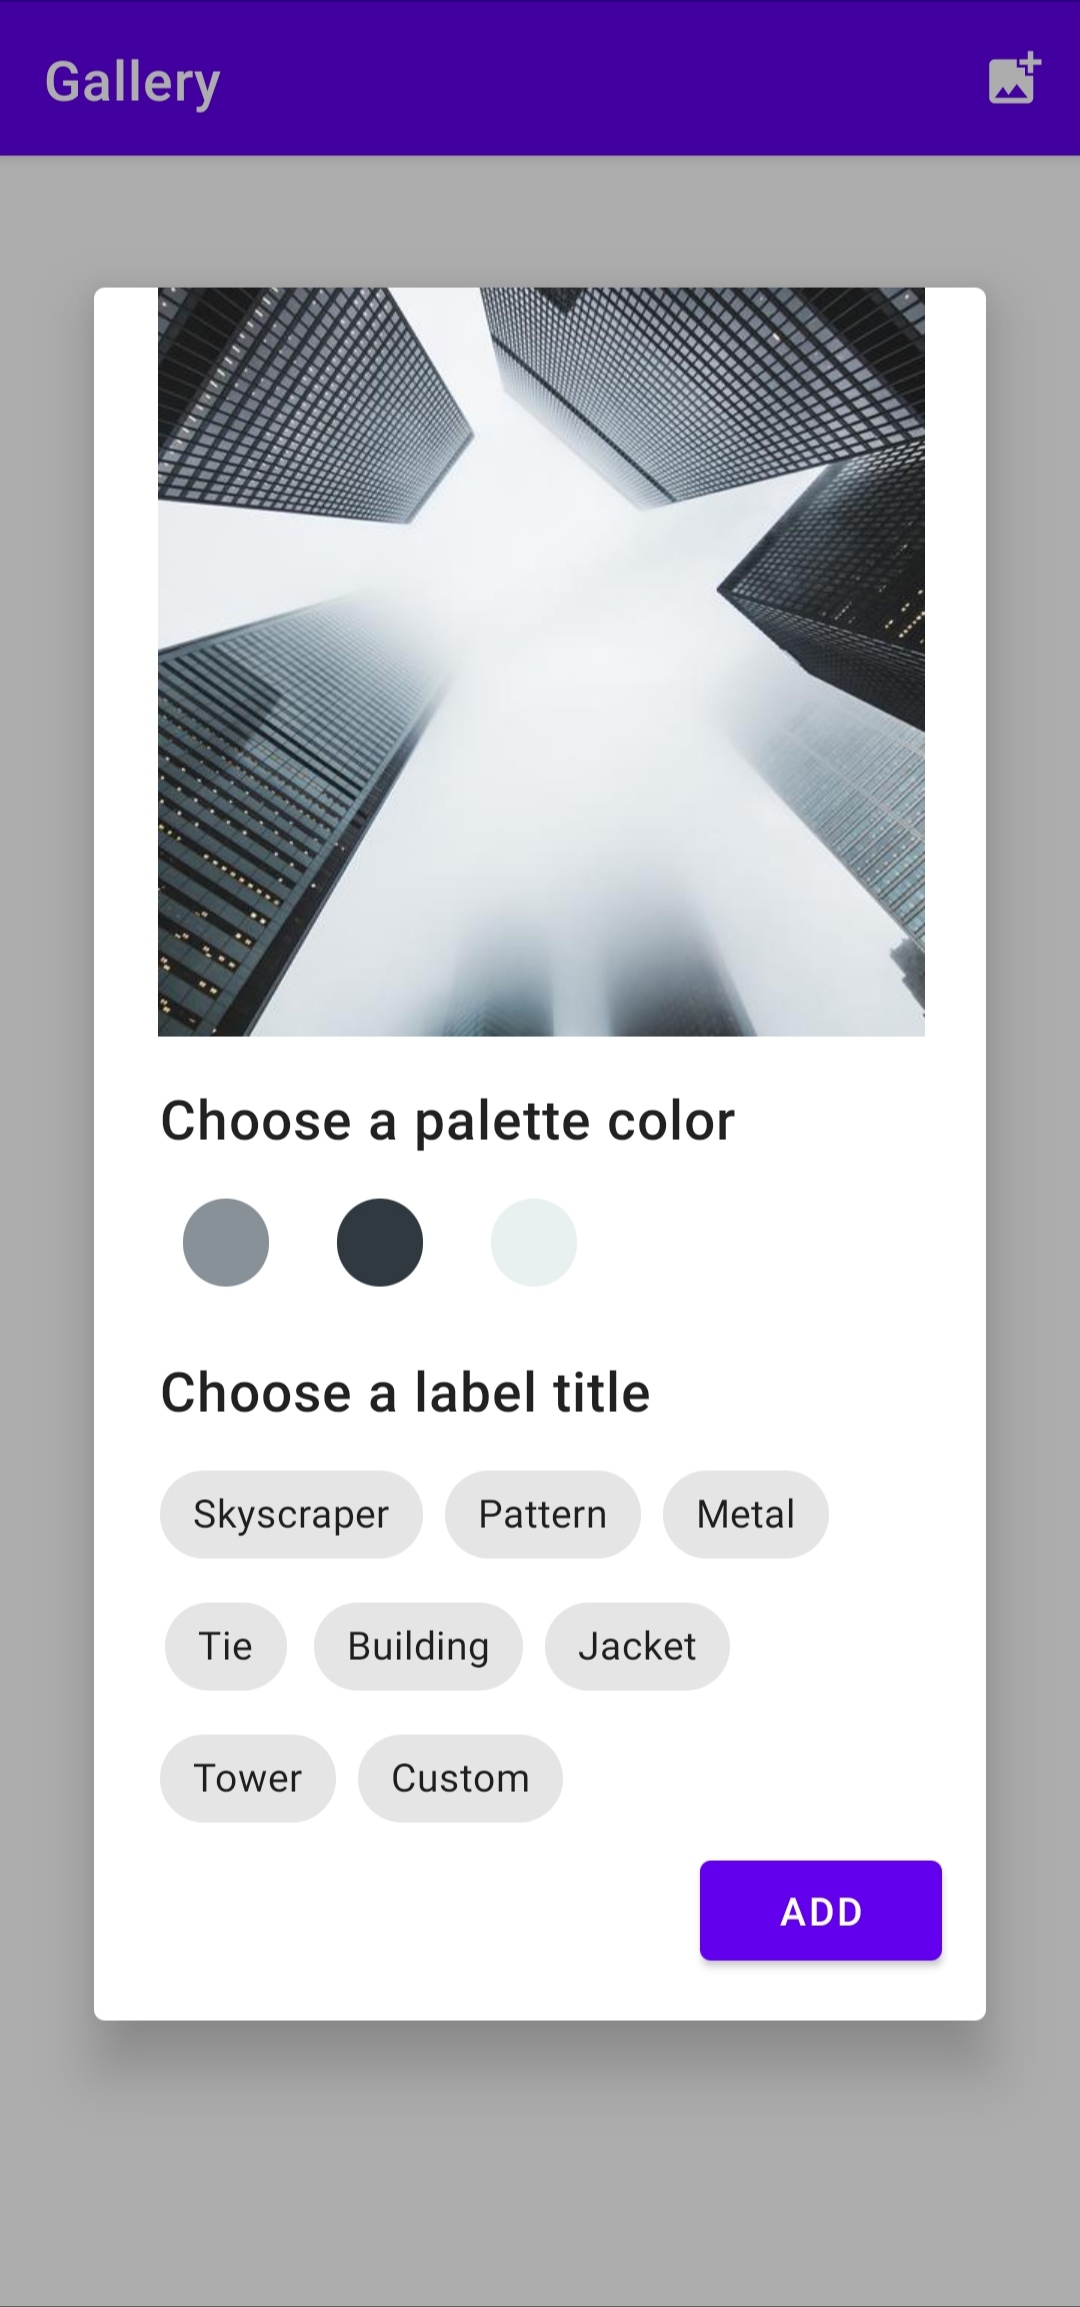 Gallery
Choose a palette color
Choose a label title
Skyscraper Pattern Metal
Tie Building Jacket
Tower Custom
ADD